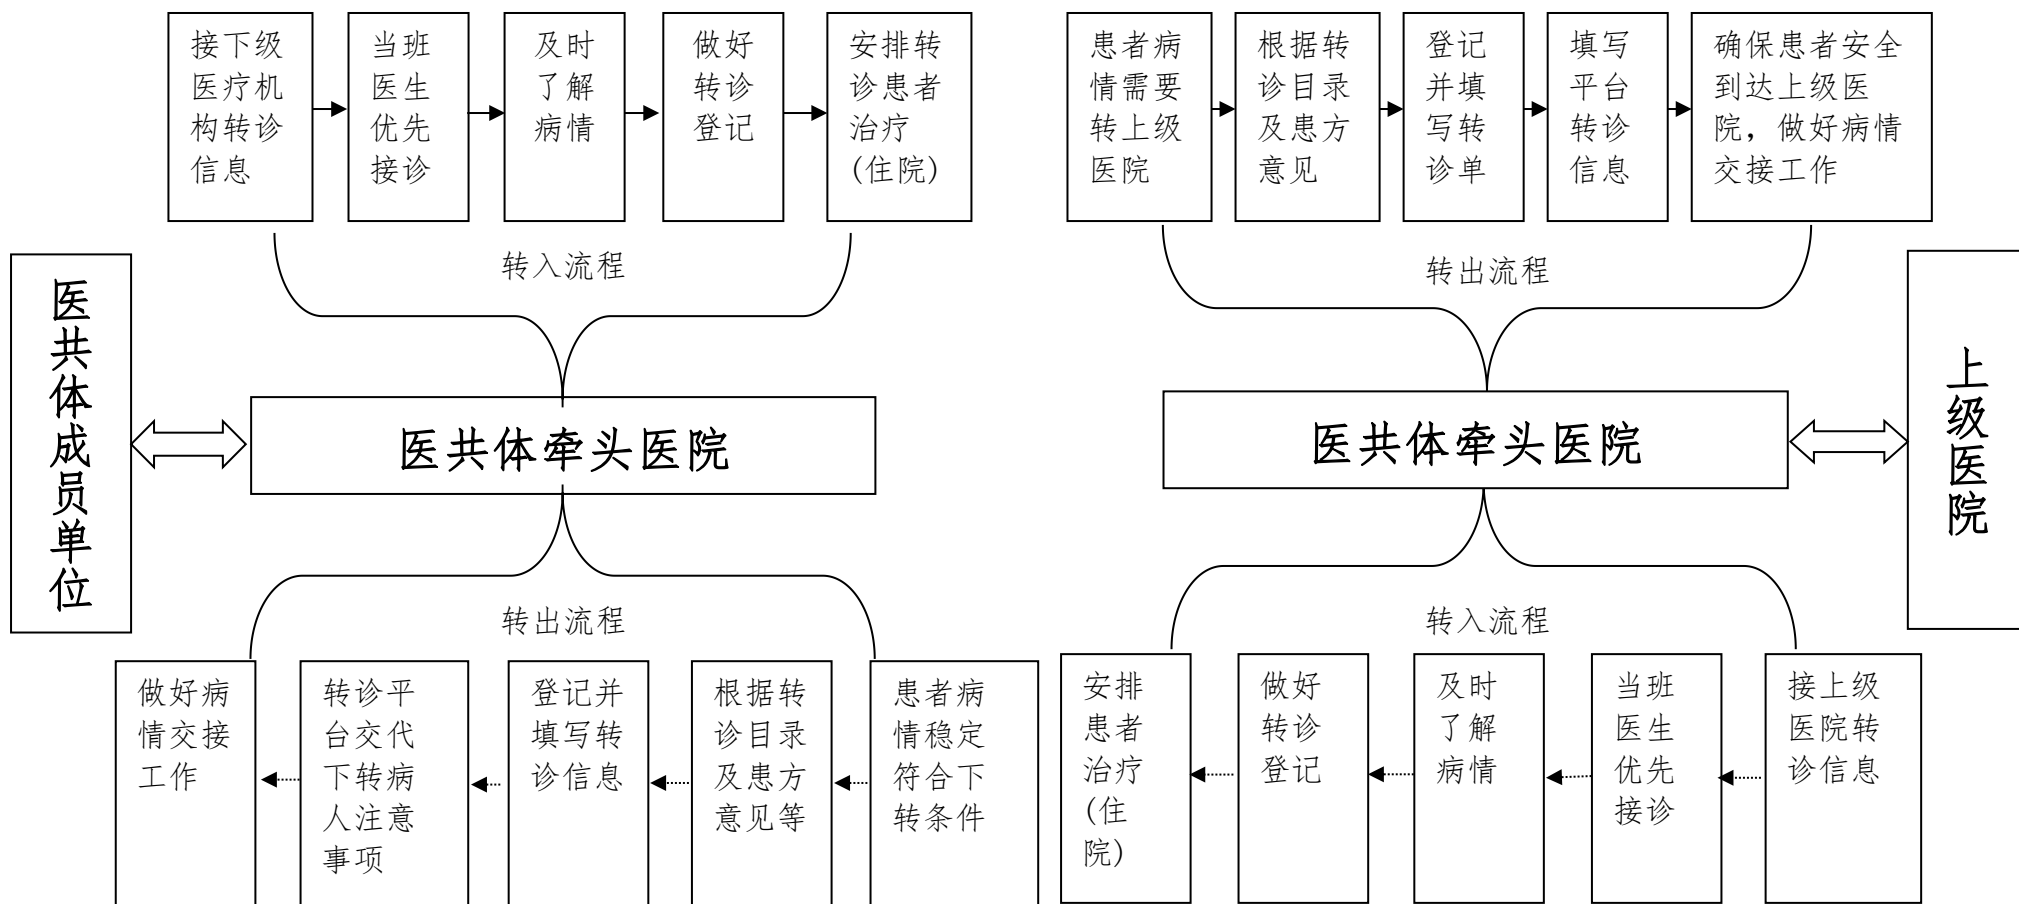 接下级
医疗机
构转诊
信息
当班
医生
优先
接诊
及时
了解
病情
做好
转诊
登记
安排转
诊患者
治疗
(住院)
转入流程
患者病
情需要
转上级
医院
根据转
诊目录
及患方
意见
登记
并填
写转
诊单
填写
平台
转诊
信息
确保患者安全
到达上级医
院，做好病情
交接工作
转出流程
医共体成员单位
医共体牵头医院
医共体牵头医院
上级医院
转出流程
做好病
情交接
工作
转诊平
台交代
下转病
人注意
事项
登记并
填写转
诊信息
根据转
诊目录
及患方
意见等
患者病
情稳定
符合下
转条件
转入流程
安排
患者
治疗
(住
院)
做好
转诊
登记
及时
了解
病情
当班
医生
优先
接诊
接上级
医院转
诊信息